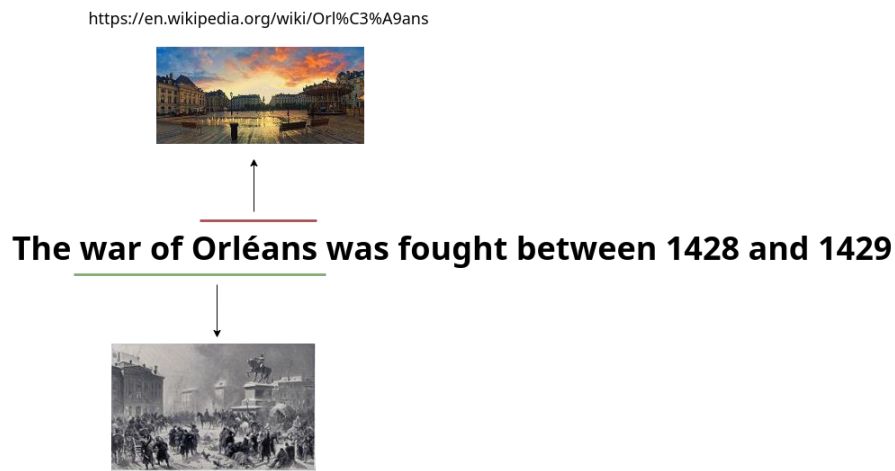 https://en.wikipedia.org/wiki/Orl%C3%A9ans
The war of Orléans was fought between 1428 and 1429